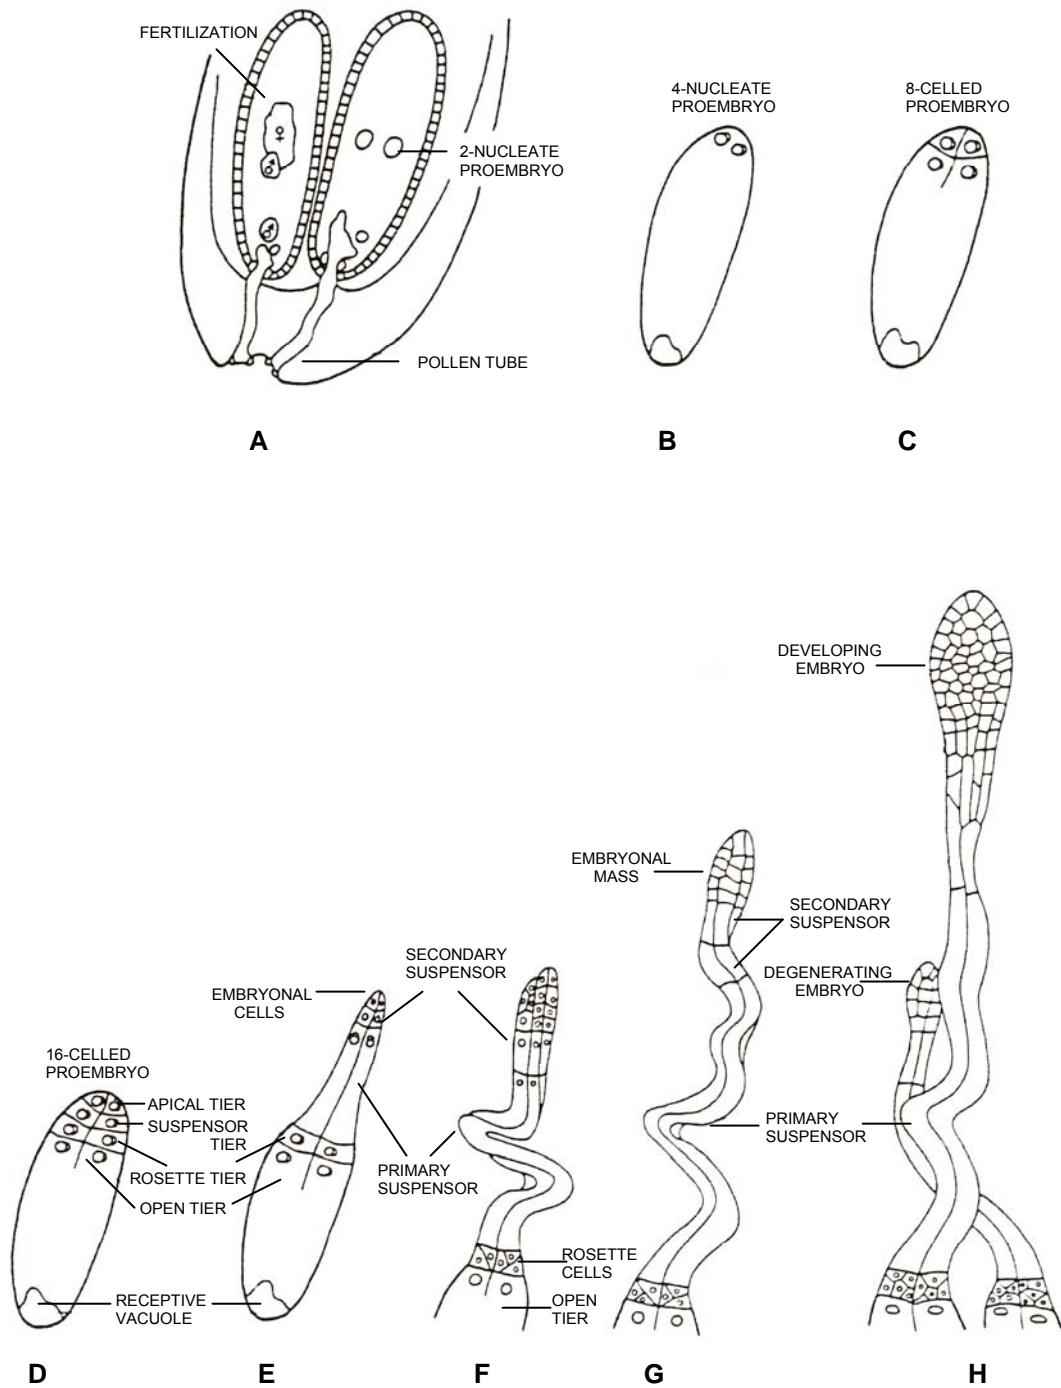 FERTILIZATION
2-NUCLEATE
PROEMBRYO
POLLEN TUBE
A
4-NUCLEATE
PROEMBRYO
B
8-CELLED
PROEMBRYO
C
16-CELLED
PROEMBRYO
APICAL TIER
SUSPENSOR
TIER
ROSETTE TIER
OPEN TIER
RECEPTIVE
VACUOLE
D
EMBRYONAL
CELLS
E
SECONDARY
SUSPENSOR
PRIMARY
SUSPENSOR
ROSETTE
CELLS
OPEN
TIER
F
EMBRYONAL
MASS
SECONDARY
SUSPENSOR
G
DEVELOPING
EMBRYO
DEGENERATING
EMBRYO
PRIMARY
SUSPENSOR
H